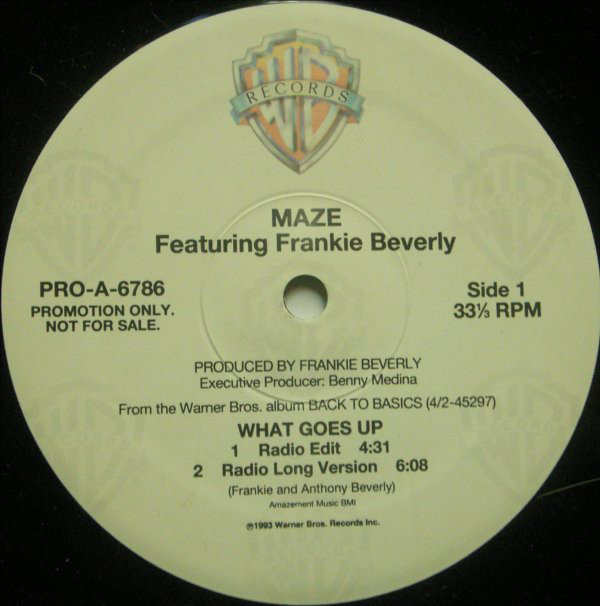 WB
RECORDS
MAZE
Featuring Frankie Beverly
PRO-A-6786
PROMOTION ONLY.
NOT FOR SALE.
Side 1
33⅓ RPM
PRODUCED BY FRANKIE BEVERLY
Executive Producer: Benny Medina
From the Warner Bros. album BACK TO BASICS (4/2-45297)
WHAT GOES UP
1 Radio Edit 4:31
2 Radio Long Version 6:08
(Frankie and Anthony Beverly)
Amazement Music BMI
℗1993 Warner Bros. Records Inc.